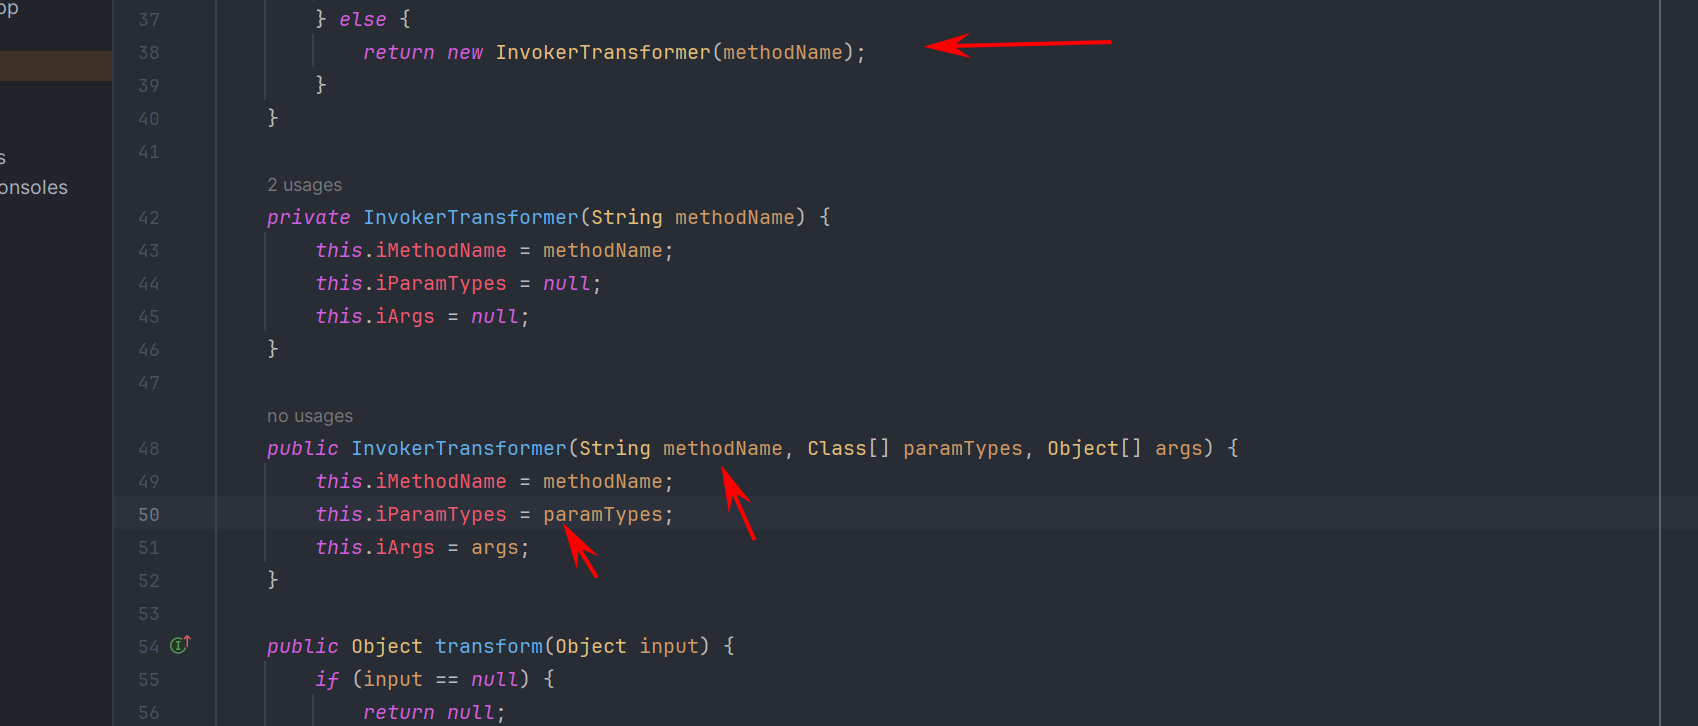 pp
37 } else {
38 return new InvokerTransformer(methodName);
39 }
40 }
41
s
2 usages
onsoles
42 private InvokerTransformer(String methodName) {
43 this.iMethodName = methodName;
44 this.iParamTypes = null;
45 this.iArgs = null;
46 }
47
no usages
48 public InvokerTransformer(String methodName, Class[] paramTypes, Object[] args) {
49 this.iMethodName = methodName;
50 this.iParamTypes = paramTypes;
51 this.iArgs = args;
52 }
53
54 public Object transform(Object input) {
55 if (input == null) {
56 return null;